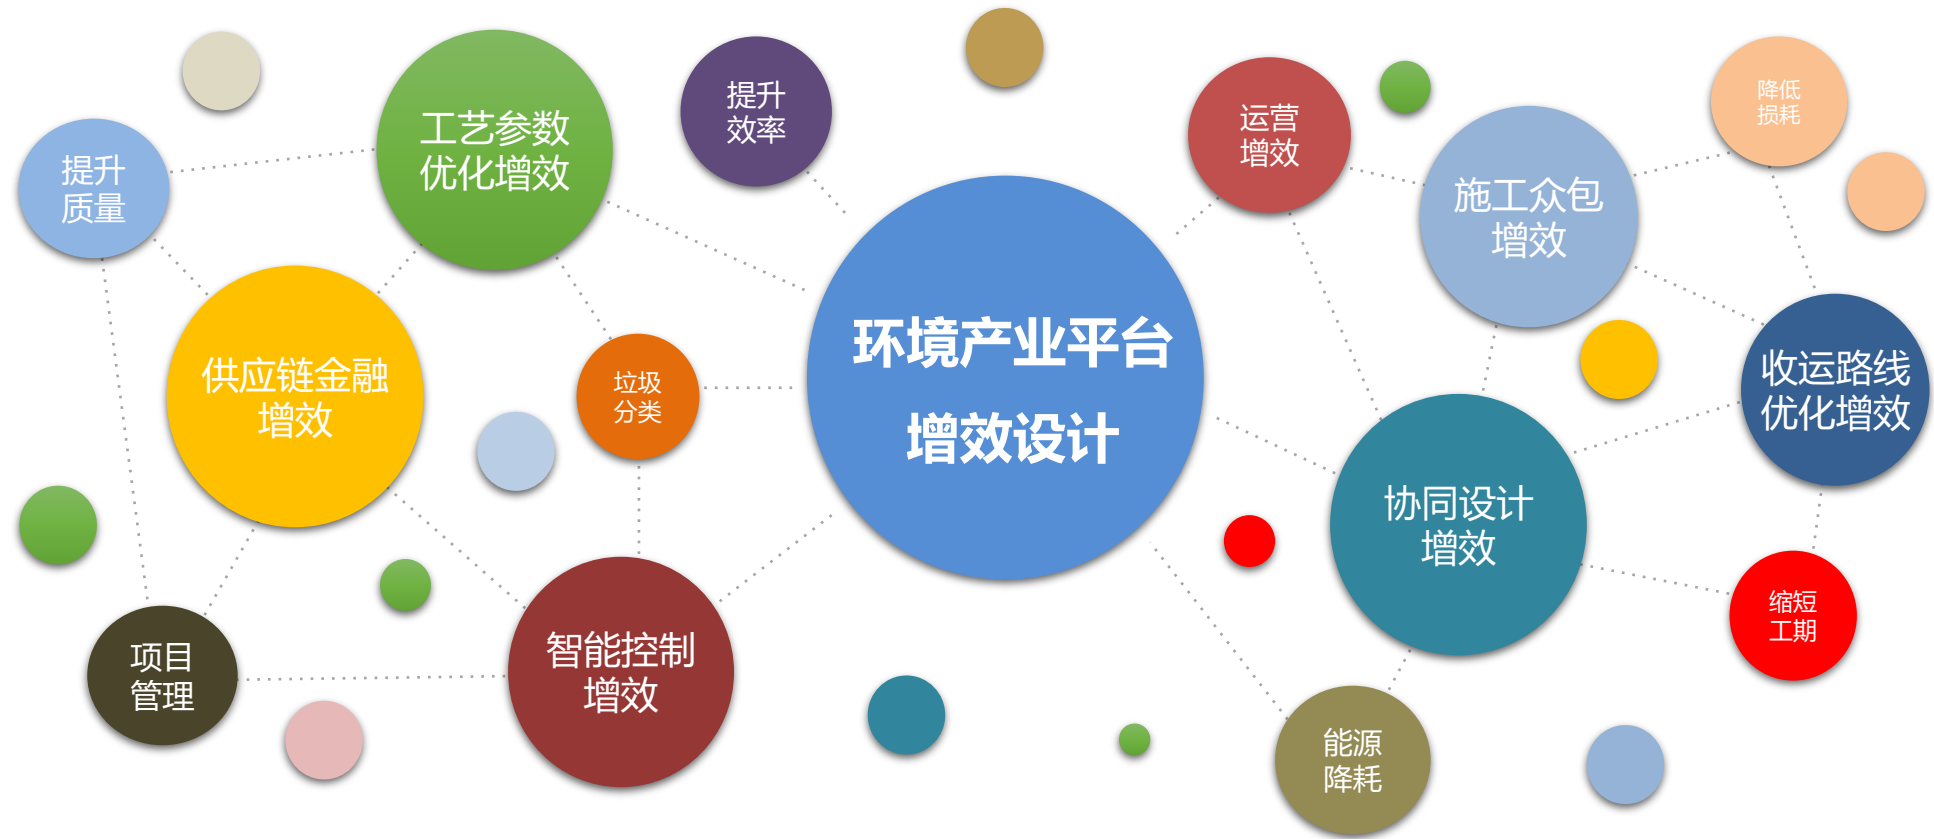 提升
质量
工艺参数
优化增效
提升
效率
运营
增效
施工众包
增效
降低
损耗
供应链金融
增效
垃圾
分类
环境产业平台
增效设计
收运路线
优化增效
协同设计
增效
缩短
工期
项目
管理
智能控制
增效
能源
降耗